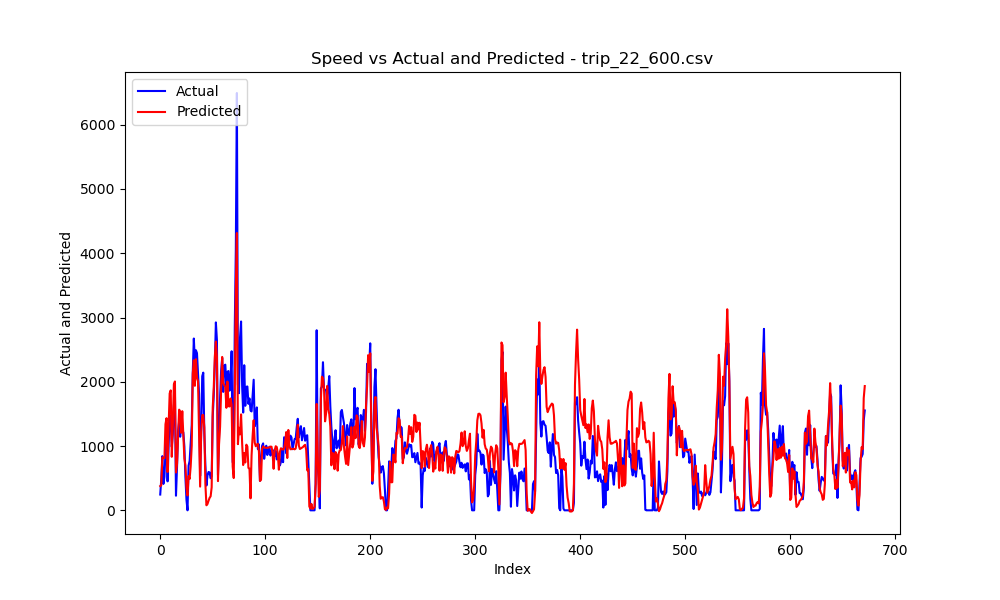 Speed vs Actual and Predicted - trip_22_600.csv
Actual
Predicted
Actual and Predicted
6000
5000
4000
3000
2000
1000
0
0 100 200 300 400 500 600 700
Index